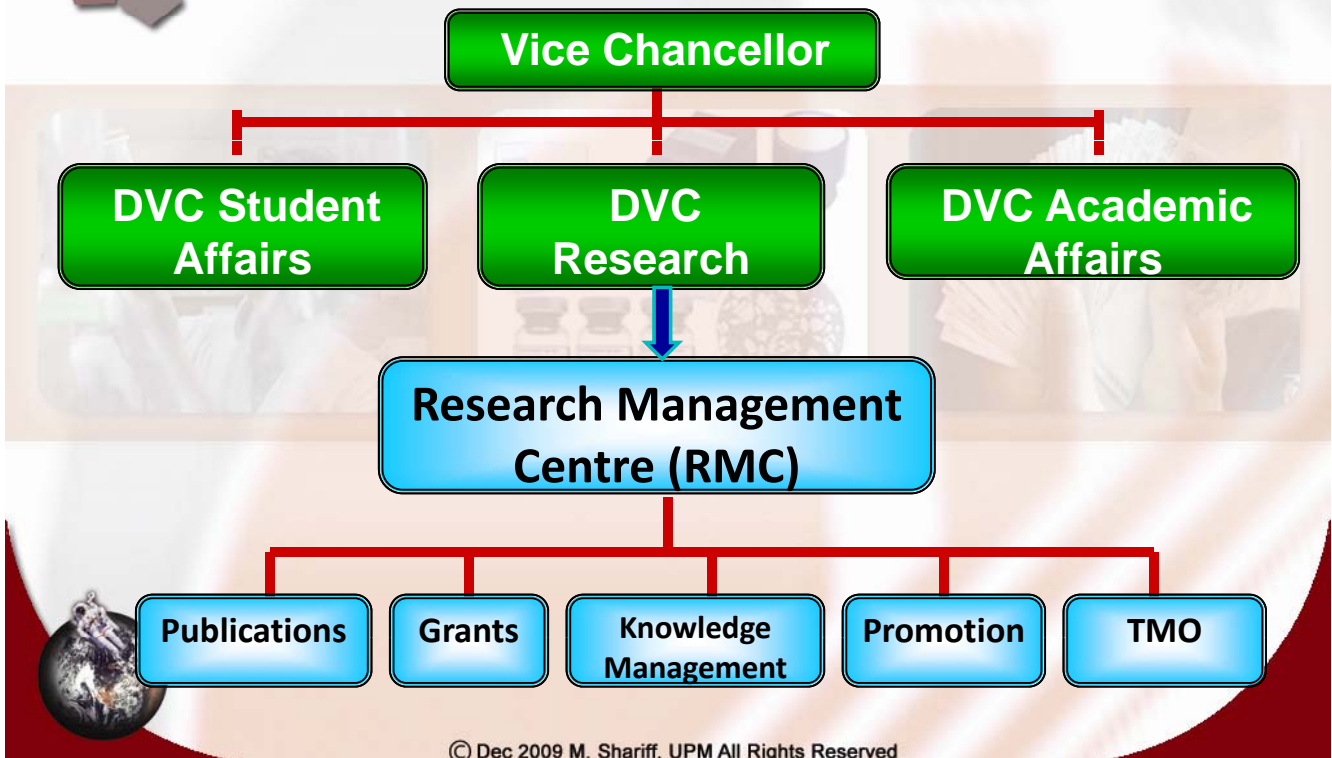 Vice Chancellor
DVC Student
Affairs
DVC
Research
DVC Academic
Affairs
Research Management
Centre (RMC)
Publications
Grants
Knowledge
Management
Promotion
TMO
© Dec 2009 M. Shariff, UPM All Rights Reserved